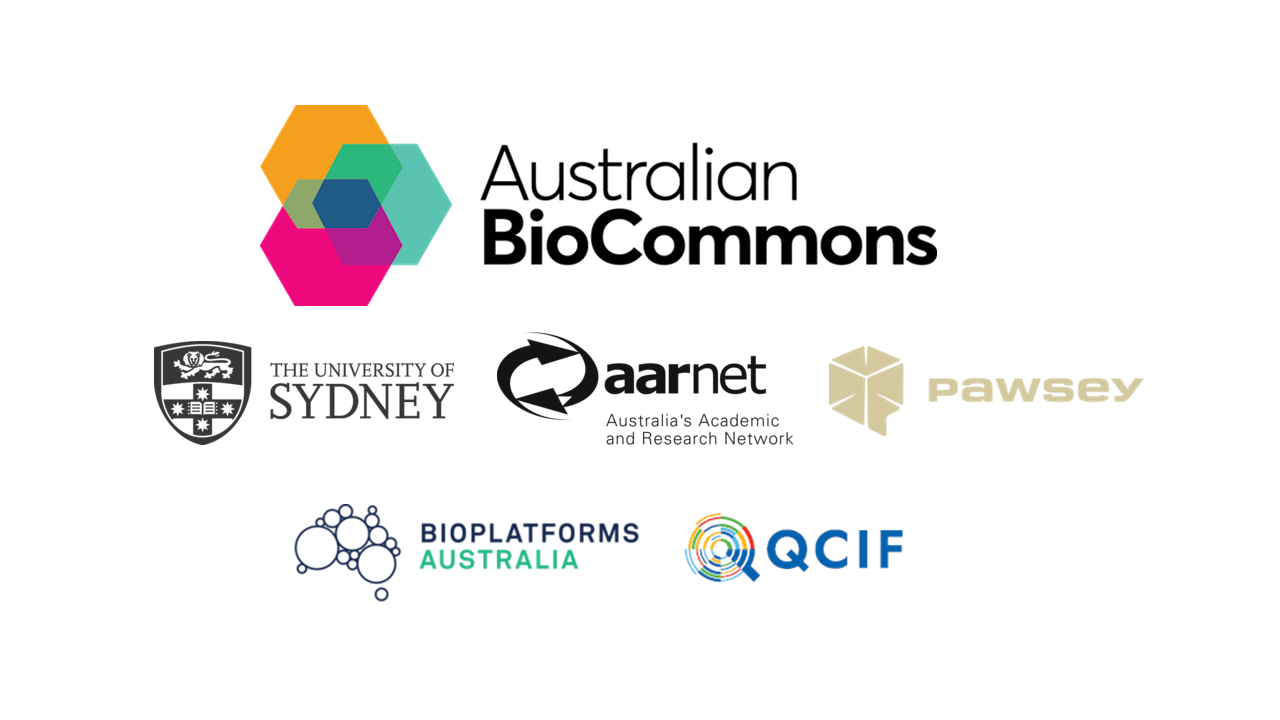 Australian
BioCommons
THE UNIVERSITY OF
SYDNEY
aarnet
Australia's Academic
and Research Network
PAWSEY
BIOPLATFORMS
AUSTRALIA
QCIF